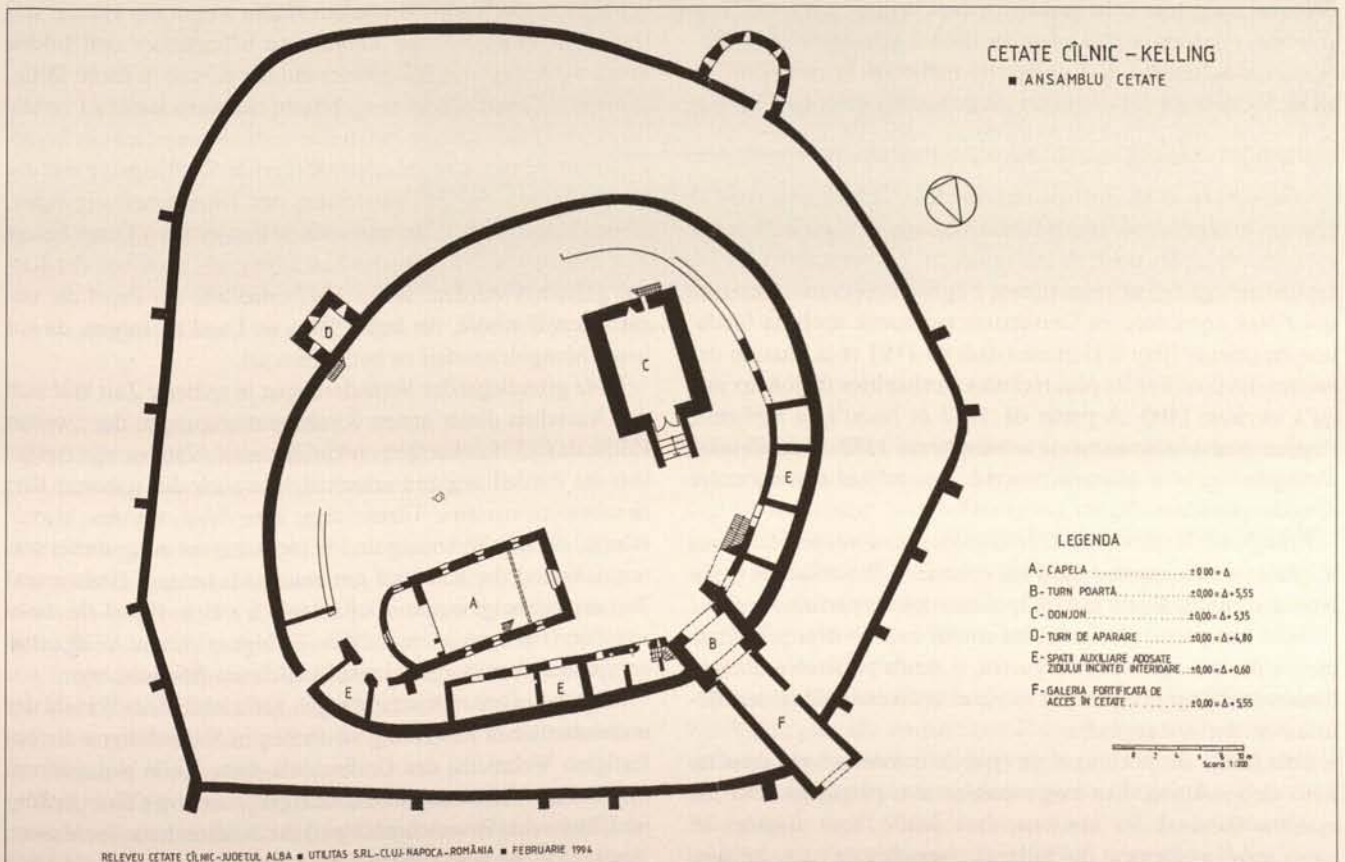 CETATE CÎLNIC – KELLING
■ ANSAMBLU CETATE
D
C
E
A
B
E
E
F
LEGENDĂ
A - CAPELA ±0.00 = Δ
B - TURN POARTĂ ±0,00 = Δ + 5,55
C - DONJON ±0,00 = Δ + 5,35
D - TURN DE APARARE ±0,00 = Δ + 4,80
E - SPATII AUXILIARE ADOSATE
ZIDULUI INCINTEI INTERIOARE ±0,00 = Δ + 0,60
F - GALERIA FORTIFICATĂ DE
ACCES ÎN CETATE ±0,00 = Δ + 5,55
Scara 1:200
RELEVEU CETATE CÎLNIC-JUDETUL ALBA ■ UTILITAS S.R.L.-CLUJ-NAPOCA-ROMÂNIA ■ FEBRUARIE 1994